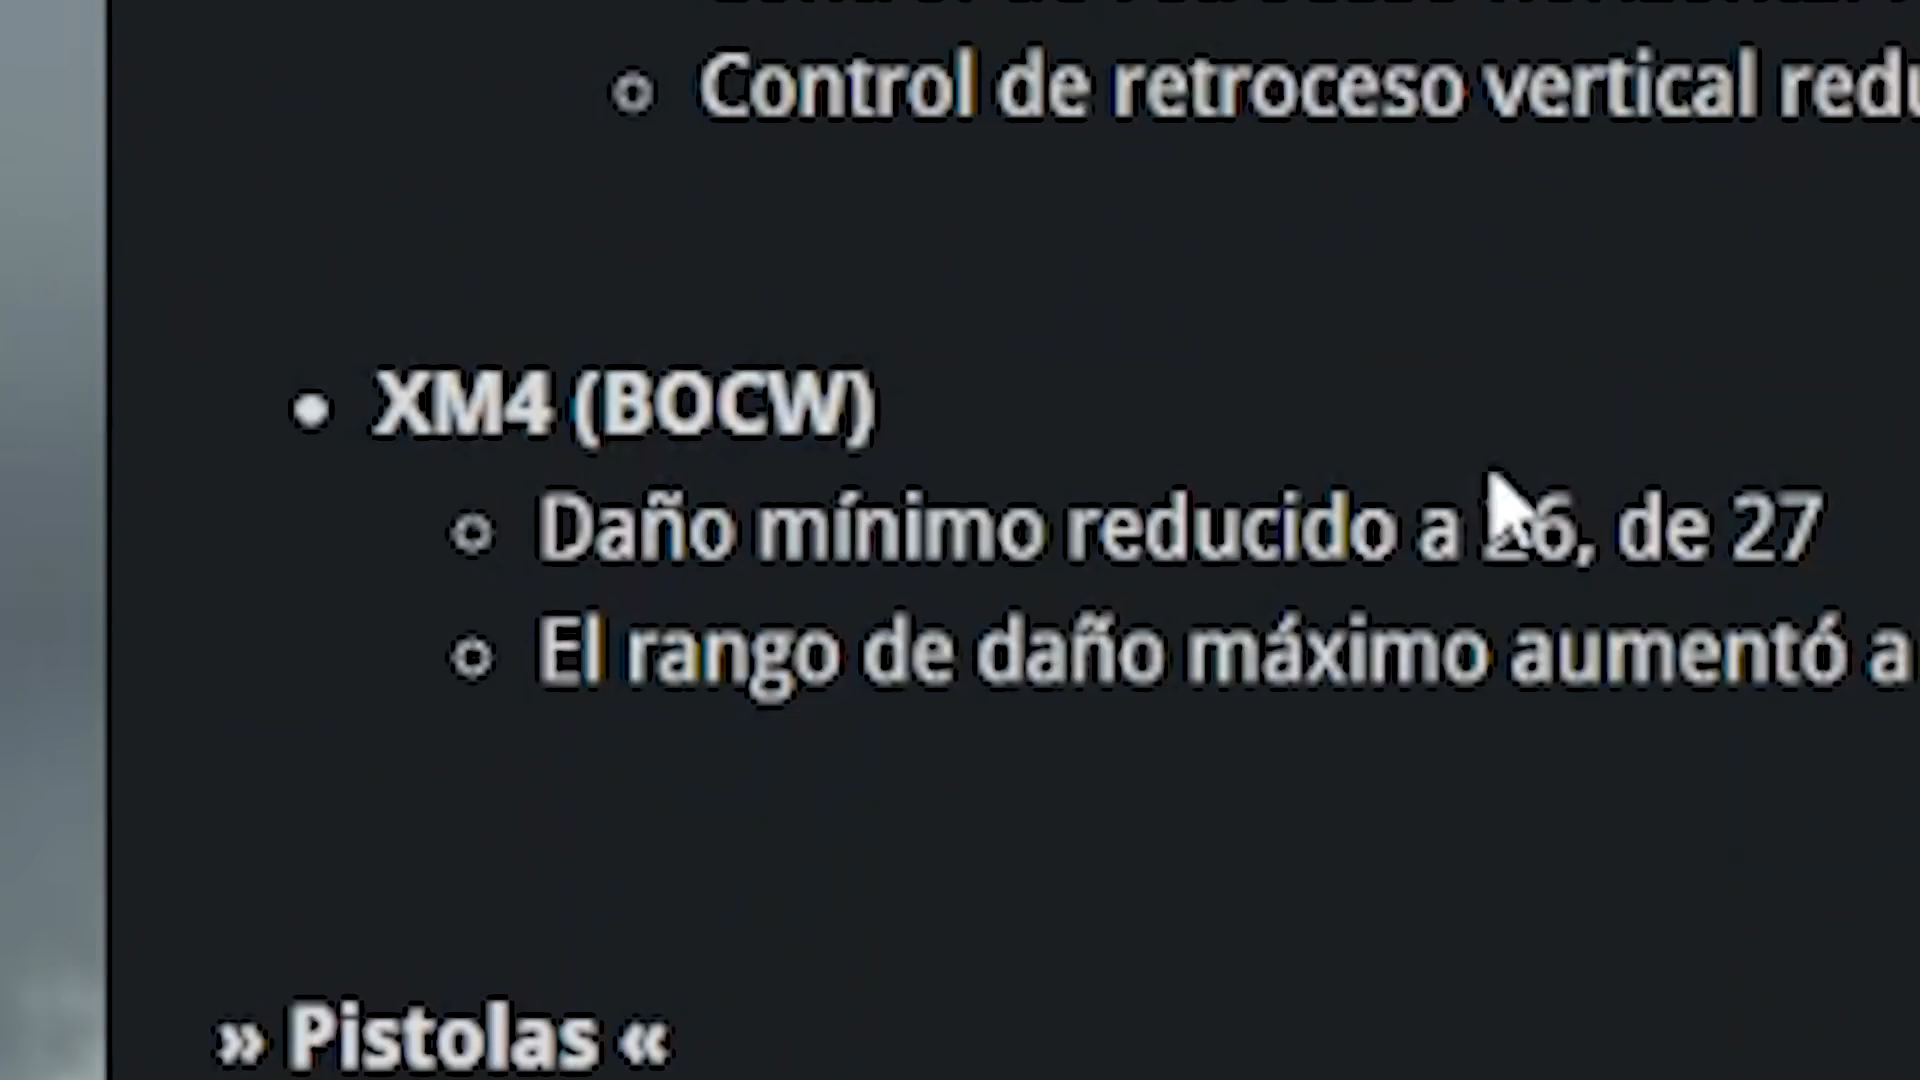 Control de retroceso vertical
XM4 (BOCW)
Daño mínimo reducido a 26, de 27
El rango de daño máximo aumentó a
» Pistolas «